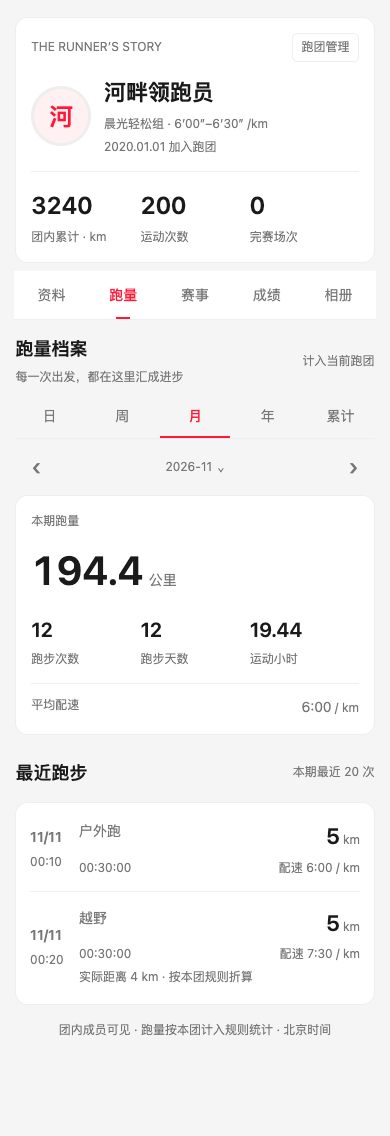 THE RUNNER’S STORY
跑团管理
河
河畔领跑员
晨光轻松组 · 6′00″–6′30″ /km
2020.01.01 加入跑团
3240 200 0
团内累计 · km 运动次数 完赛场次
资料 跑量 赛事 成绩 相册
跑量档案
每一次出发，都在这里汇成进步
计入当前跑团
日 周 月 年 累计
2026-11
本期跑量
194.4 公里
12 12 19.44
跑步次数 跑步天数 运动小时
平均配速 6:00 / km
最近跑步 本期最近 20 次
11/11 户外跑 5 km
00:10 00:30:00 配速 6:00 / km
越野 5 km
11/11 00:30:00 配速 7:30 / km
00:20 实际距离 4 km · 按本团规则折算
团内成员可见 · 跑量按本团计入规则统计 · 北京时间